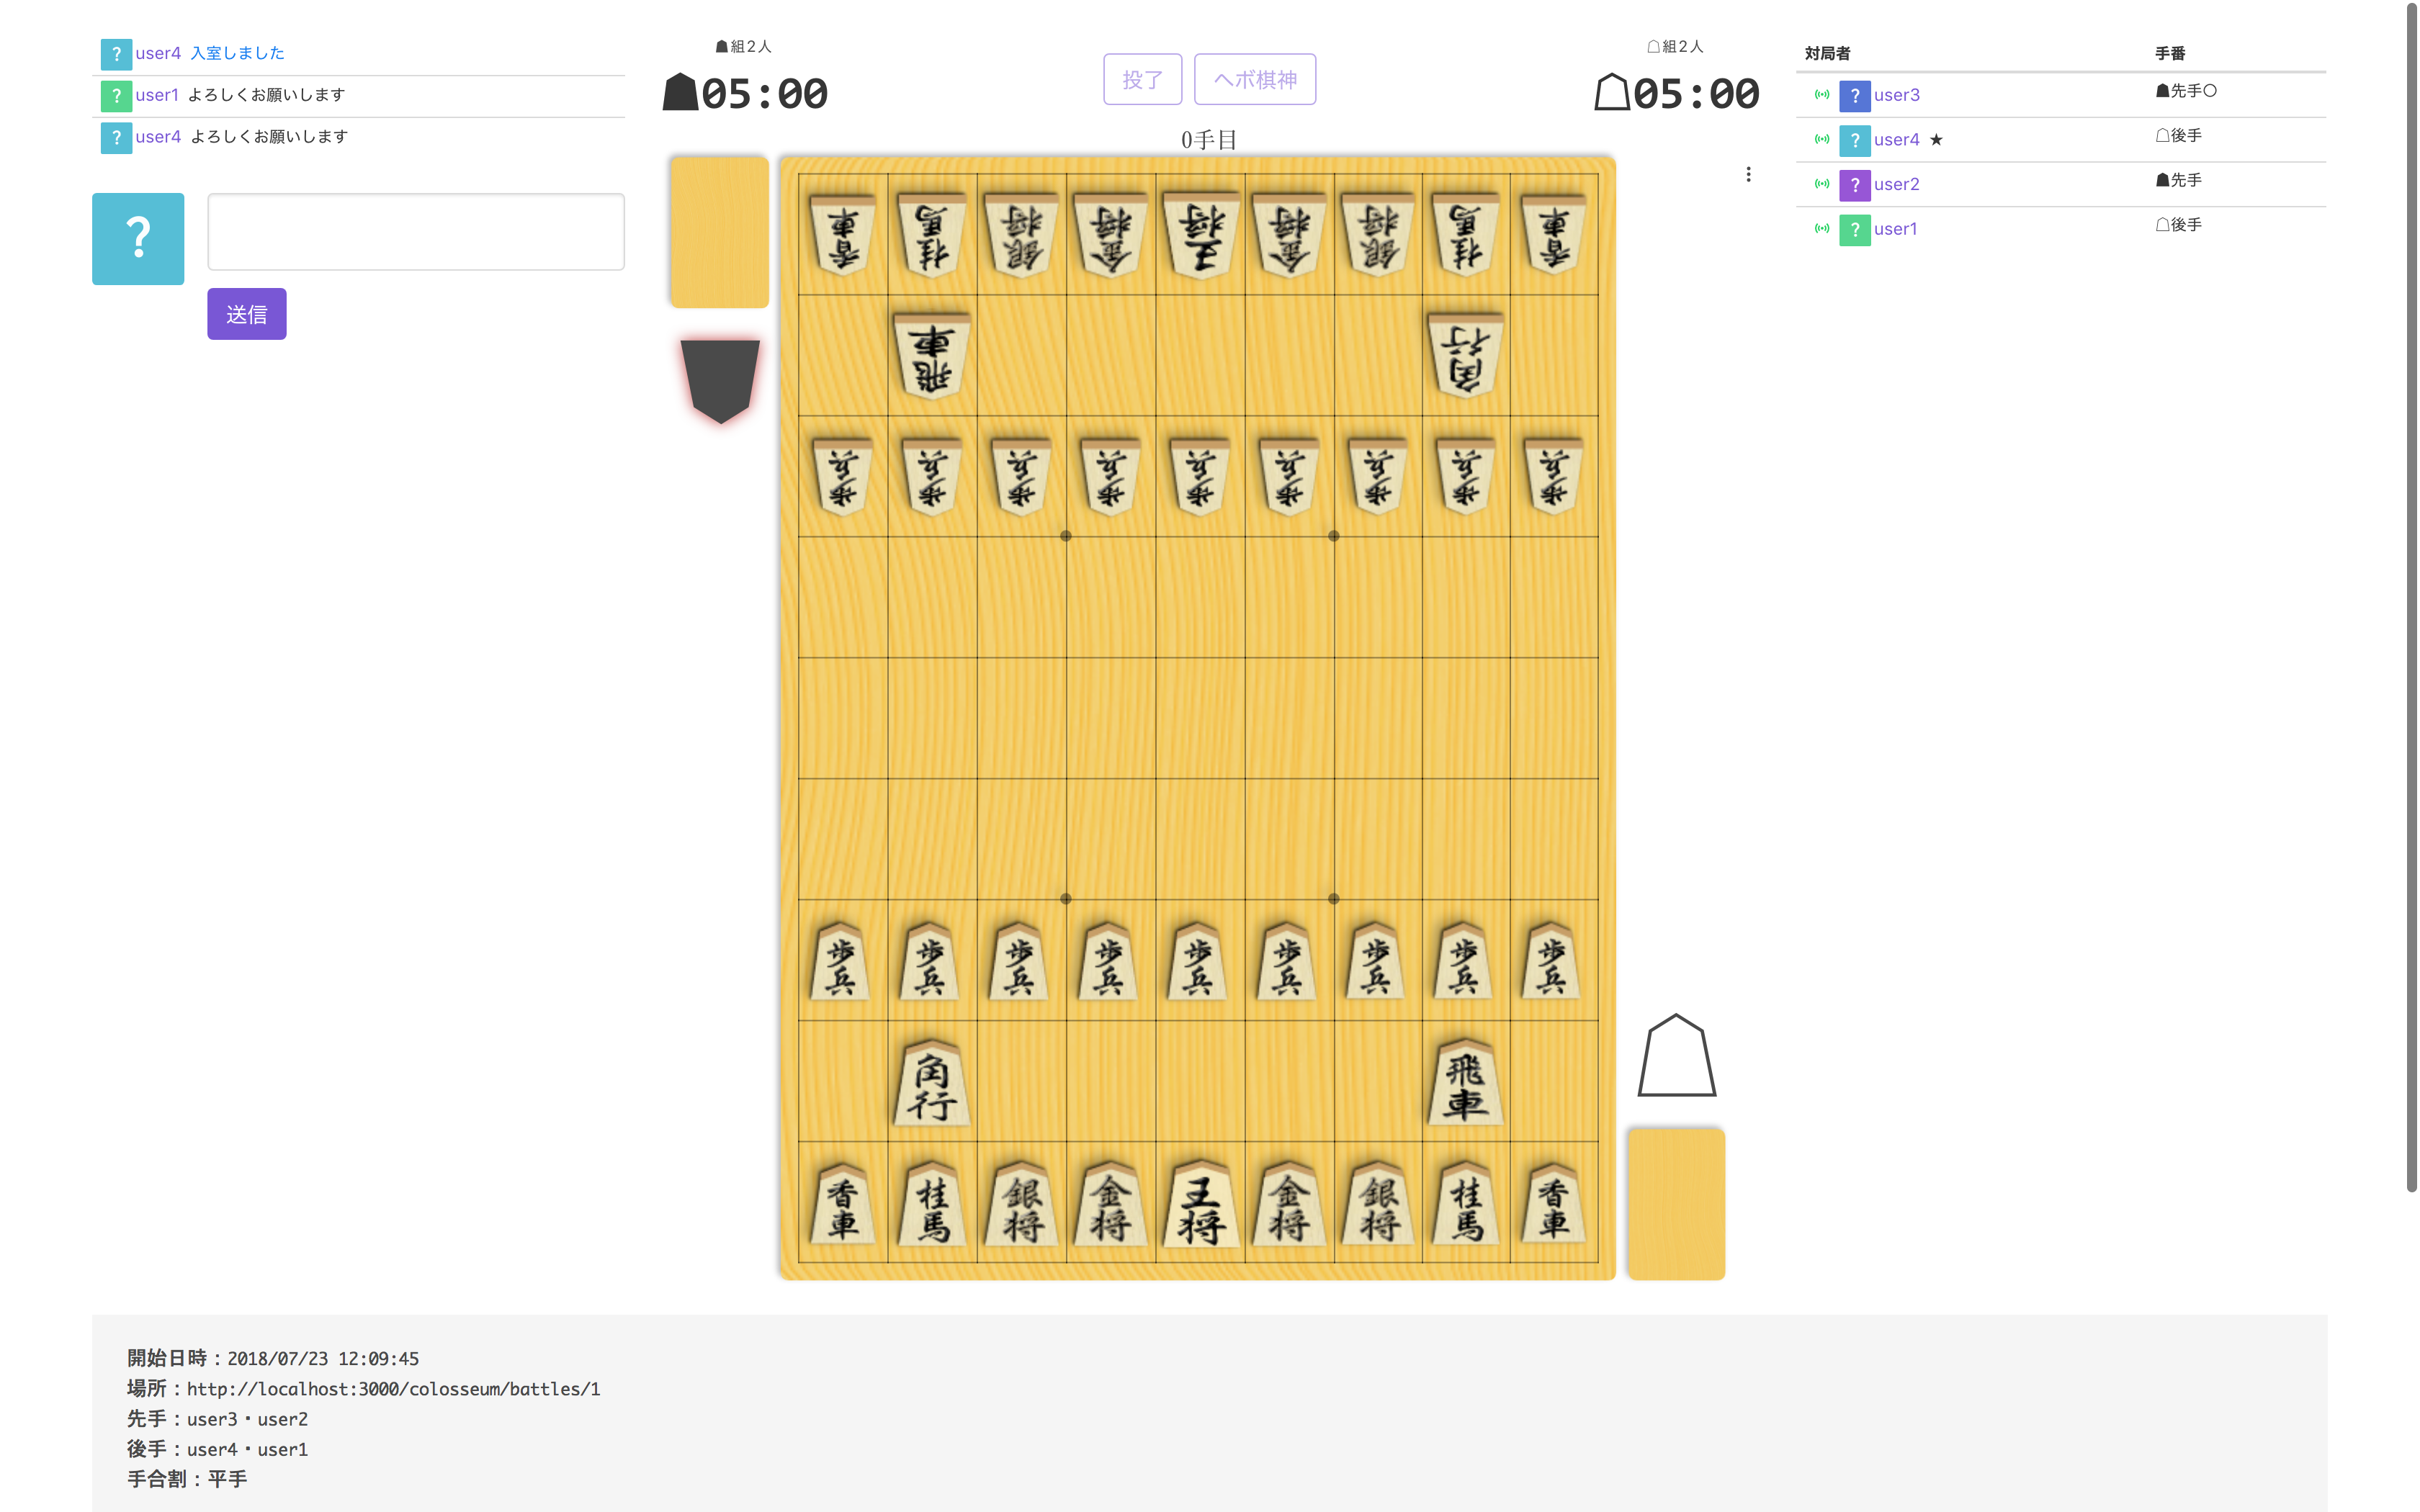 ? user4 入室しました
? user1 よろしくお願いします
? user4 よろしくお願いします
?
送信
☗組2人
☗05:00
投了
ヘボ棋神
☖組2人
☖05:00
0手目
対局者 手番
? user3 ☗先手○
? user4 ★ ☖後手
? user2 ☗先手
? user1 ☖後手
香車 桂馬 銀将 金将 王将 金将 銀将 桂馬 香車
飛車 角行
歩兵 歩兵 歩兵 歩兵 歩兵 歩兵 歩兵 歩兵 歩兵
歩兵 歩兵 歩兵 歩兵 歩兵 歩兵 歩兵 歩兵 歩兵
角行 飛車
香車 桂馬 銀将 金将 王将 金将 銀将 桂馬 香車
開始日時：2018/07/23 12:09:45
場所：http://localhost:3000/colosseum/battles/1
先手：user3・user2
後手：user4・user1
手合割：平手